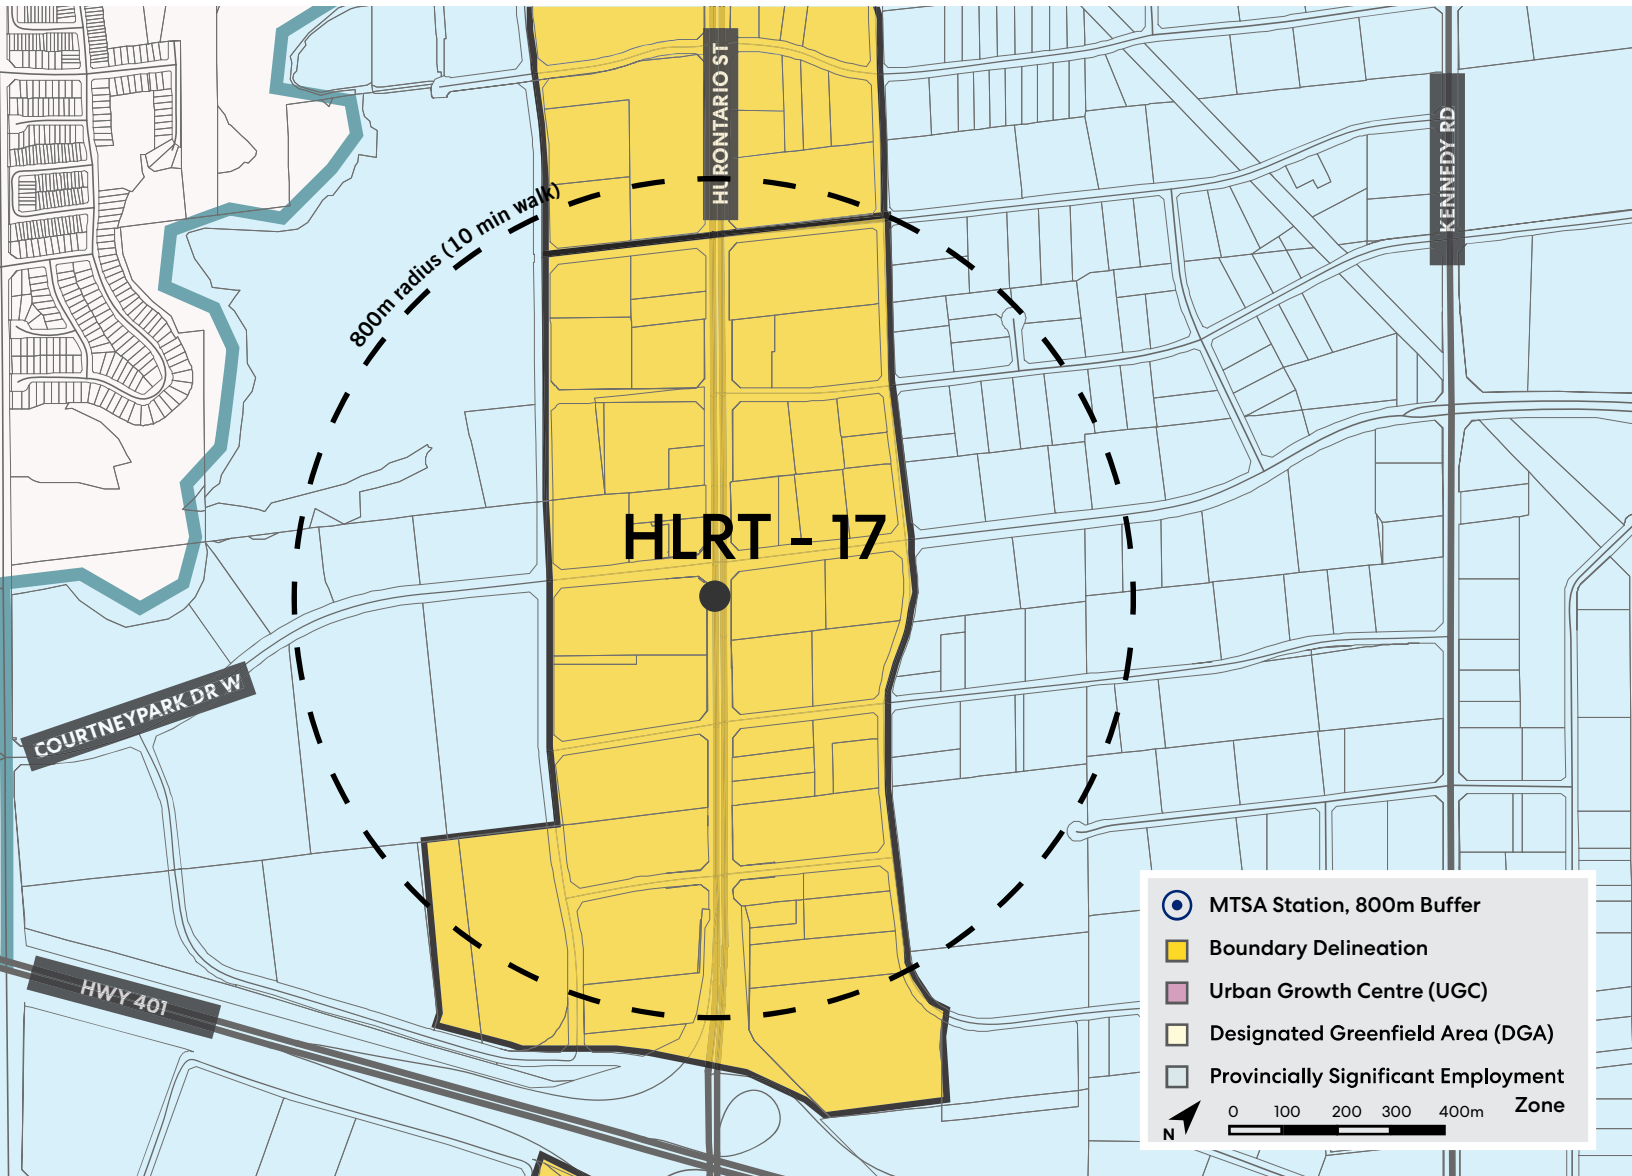 HURONTARIO ST
KENNEDY RD
800m radius (10 min walk)
HLRT - 17
COURTNEYPARK DR W
HWY 401
MTSA Station, 800m Buffer
Boundary Delineation
Urban Growth Centre (UGC)
Designated Greenfield Area (DGA)
Provincially Significant Employment
Zone
N
0 100 200 300 400m